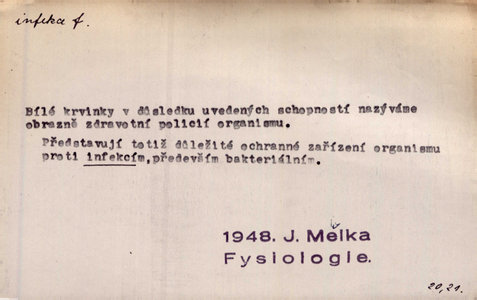 infekce f.
Bílé krvinky v důsledku uvedených schopností nazýváme
obrazně zdravotní policií organismu.
Představují totiž důležité ochranné zařízení organismu
proti infekcím,především bakteriálním.
1948. J. Mělka
Fysiologie.
20,21.